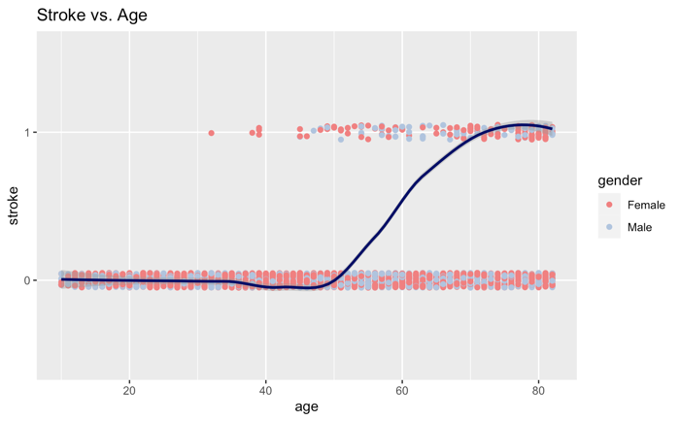 Stroke vs. Age
1
0
stroke
20 40 60 80
age
gender
Female
Male